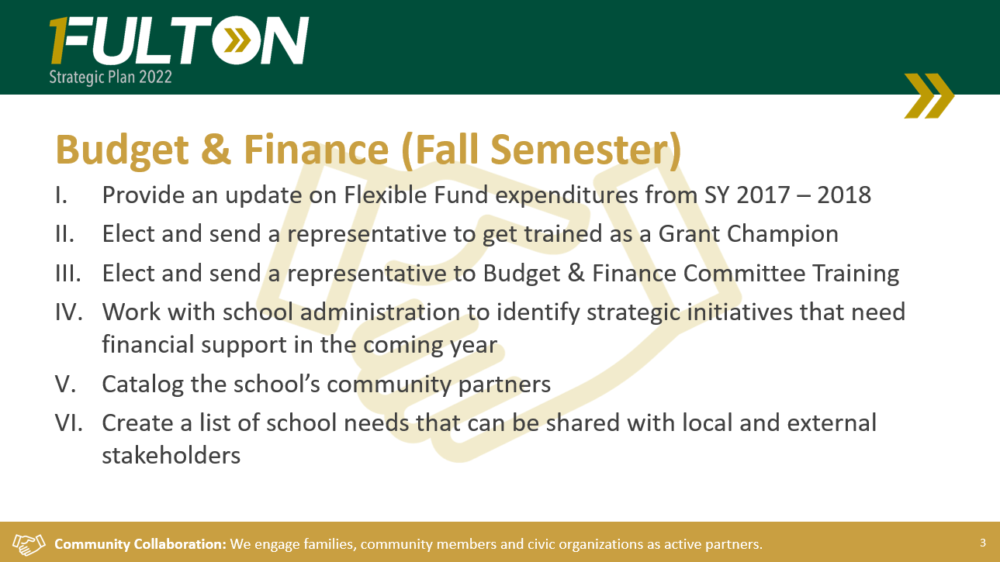 1FULTON
Strategic Plan 2022
Budget & Finance (Fall Semester)
I. Provide an update on Flexible Fund expenditures from SY 2017 – 2018
II. Elect and send a representative to get trained as a Grant Champion
III. Elect and send a representative to Budget & Finance Committee Training
IV. Work with school administration to identify strategic initiatives that need
financial support in the coming year
V. Catalog the school’s community partners
VI. Create a list of school needs that can be shared with local and external
stakeholders
Community Collaboration: We engage families, community members and civic organizations as active partners.
3